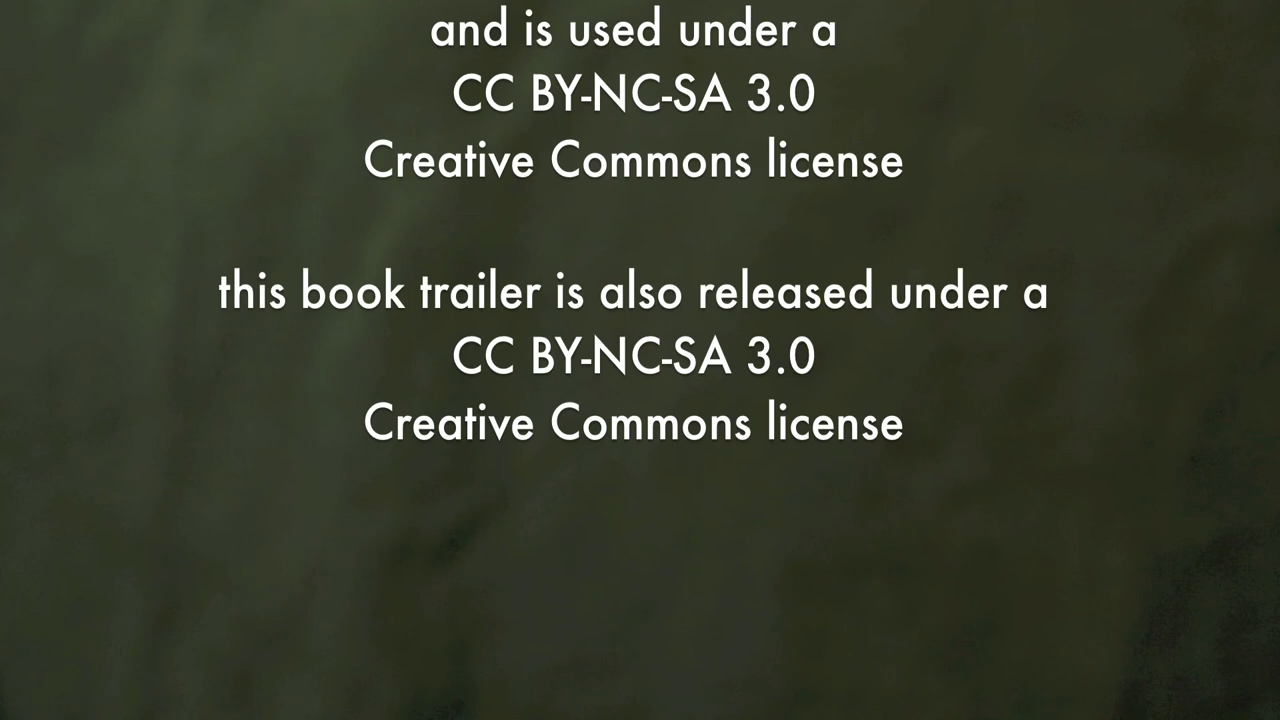 and is used under a
CC BY-NC-SA 3.0
Creative Commons license
this book trailer is also released under a
CC BY-NC-SA 3.0
Creative Commons license